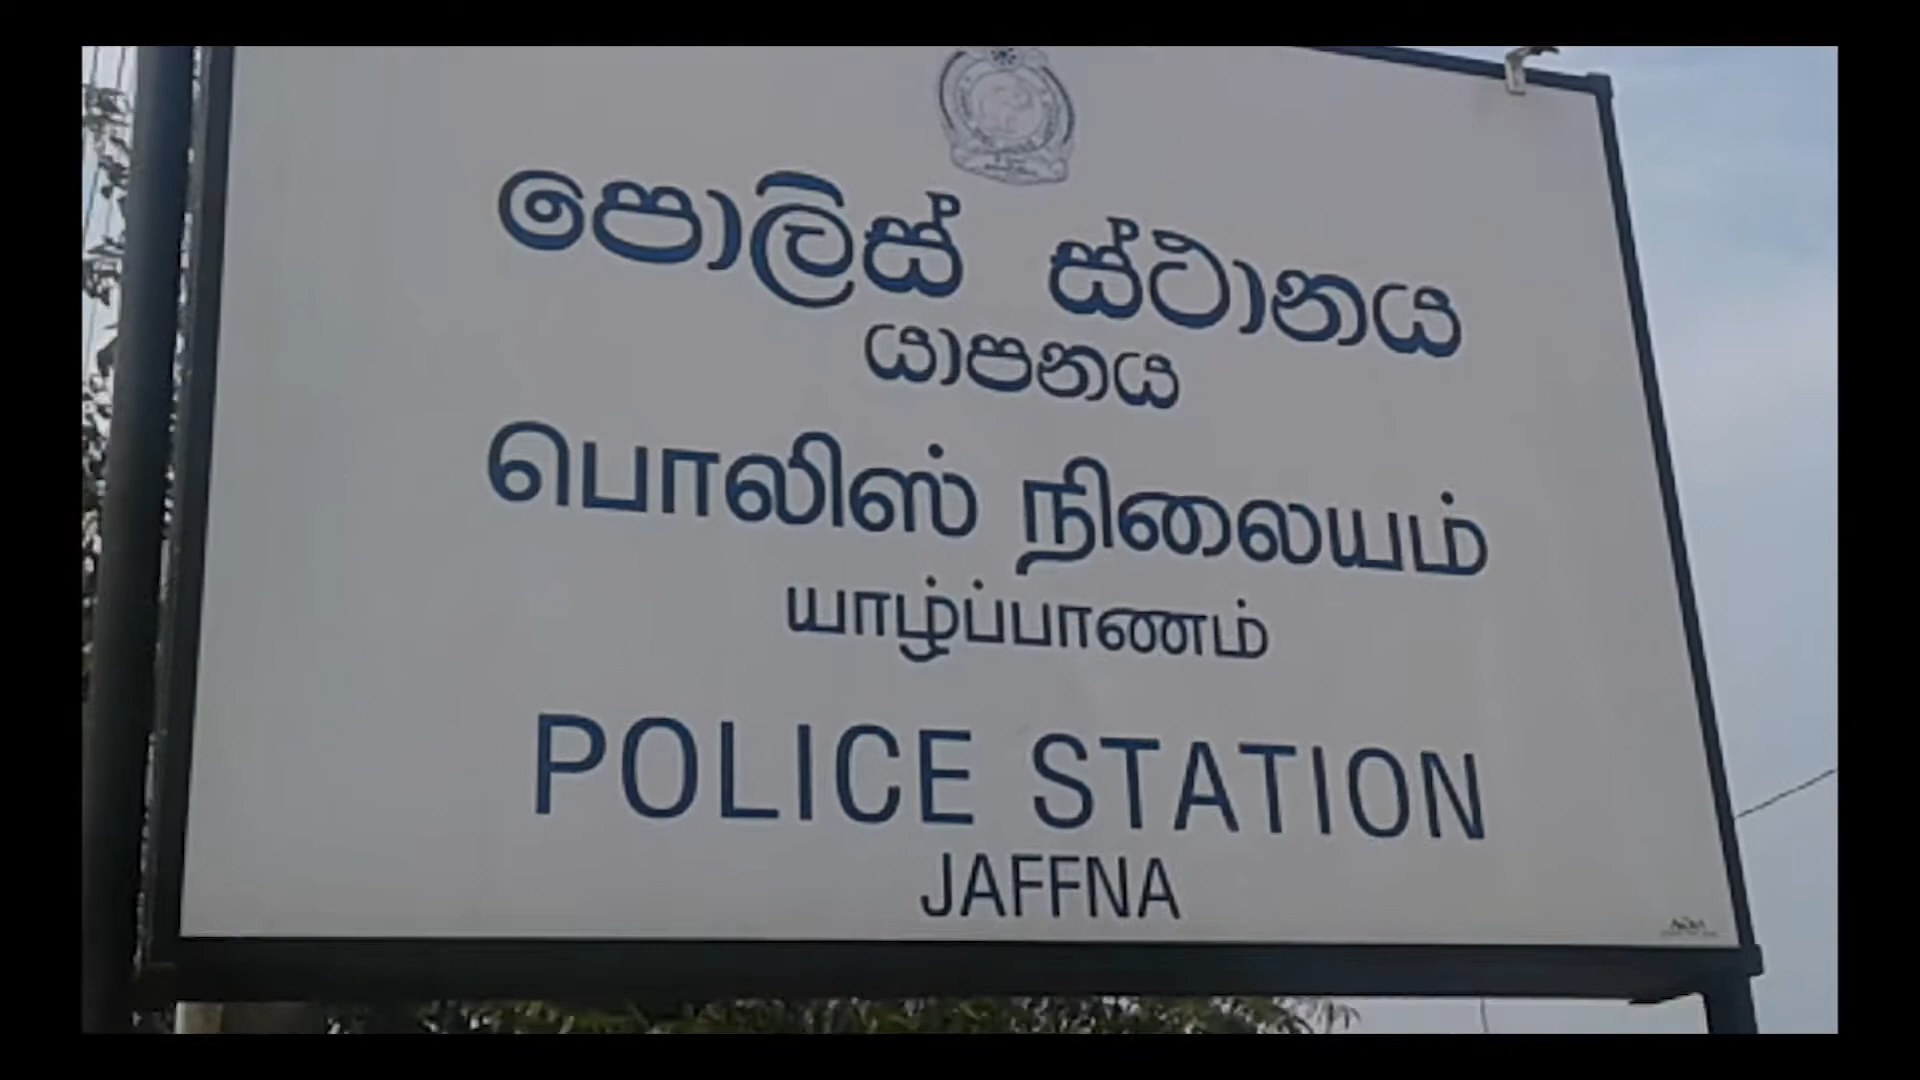 පොලිස් ස්ථානය
යාපනය
பொலிஸ் நிலையம்
யாழ்ப்பாணம்
POLICE STATION
JAFFNA